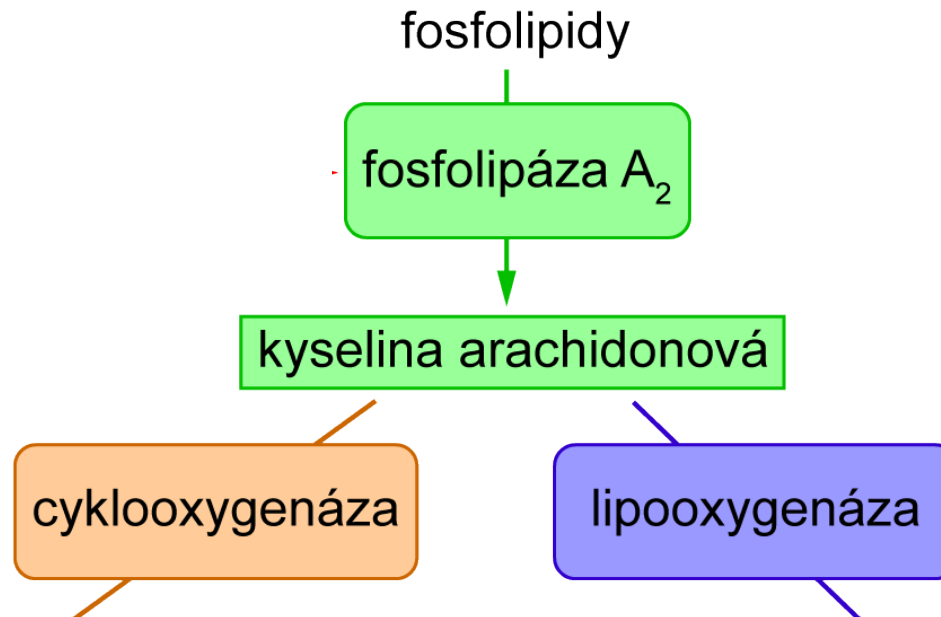 fosfolipidy
fosfolipáza A₂
kyselina arachidonová
cyklooxygenáza
lipooxygenáza